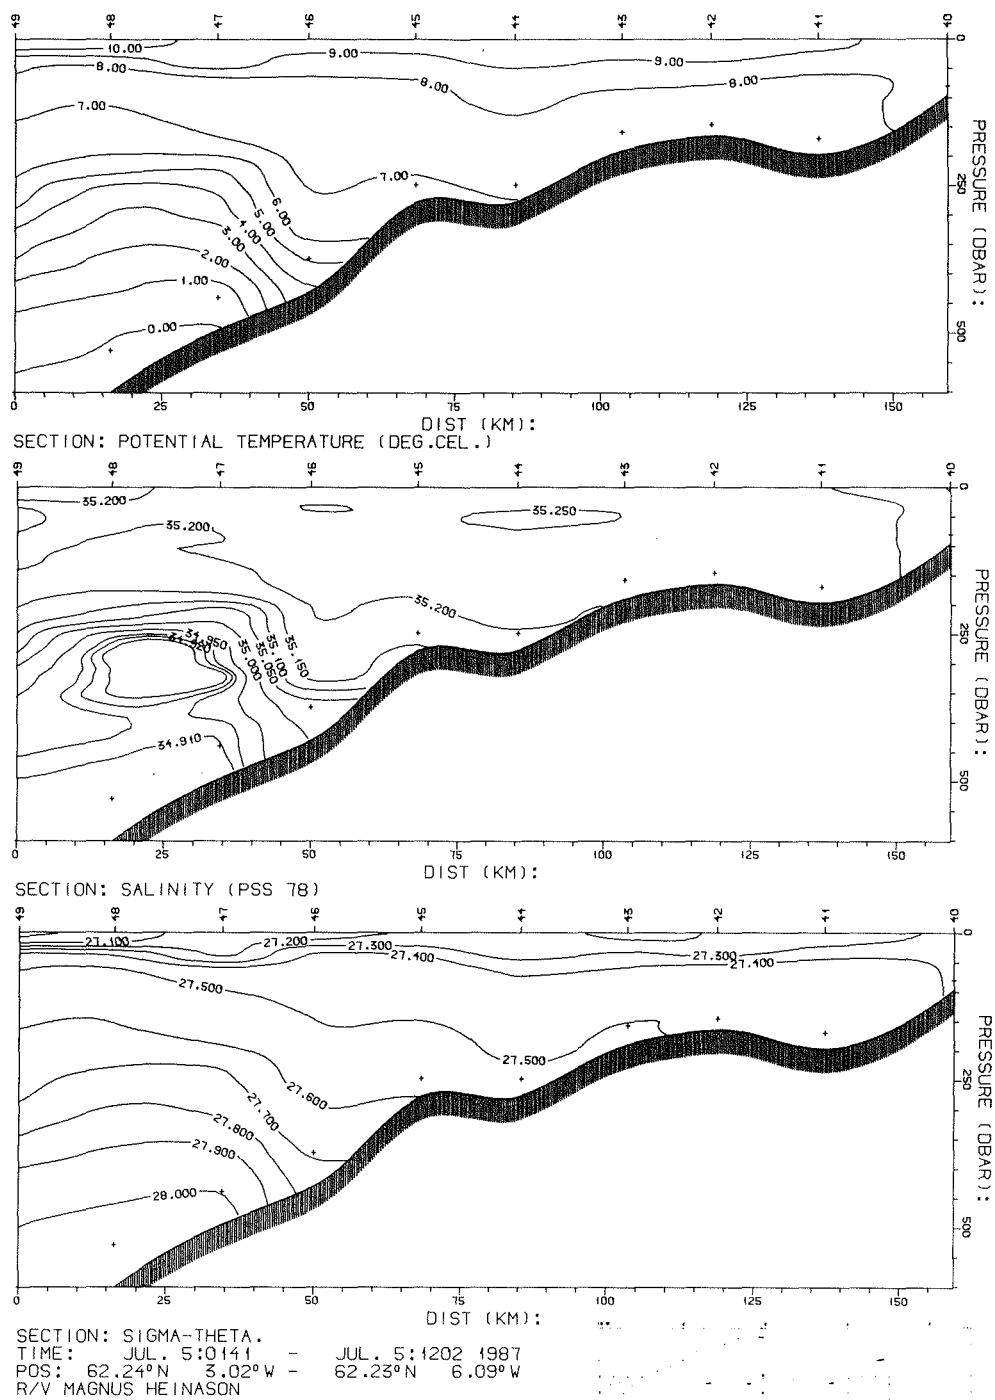 49 48 47 46 45 44 43 42 41 40
10.00 9.00 9.00
8.00 8.00 8.00
7.00 7.00
6.00
5.00
4.00
3.00
2.00
1.00
0.00
0 250 500
PRESSURE (DBAR):
0 25 50 75 100 125 150
DIST (KM):
SECTION: POTENTIAL TEMPERATURE (DEG.CEL.)
49 48 47 46 45 44 43 42 41 40
35.200 35.250
35.200
35.200
34.950
34.920
35.000
35.050
35.100
35.150
34.910
0 250 500
PRESSURE (DBAR):
0 25 50 75 100 125 150
DIST (KM):
SECTION: SALINITY (PSS 78)
49 48 47 46 45 44 43 42 41 40
27.100 27.200 27.300 27.300
27.400 27.400
27.500 27.500
27.600
27.700
27.800
27.900
28.000
0 250 500
PRESSURE (DBAR):
0 25 50 75 100 125 150
DIST (KM):
SECTION: SIGMA-THETA.
TIME: JUL. 5:0141 - JUL. 5:1202 1987
POS: 62.24°N 3.02°W - 62.23°N 6.09°W
R/V MAGNUS HEINASON